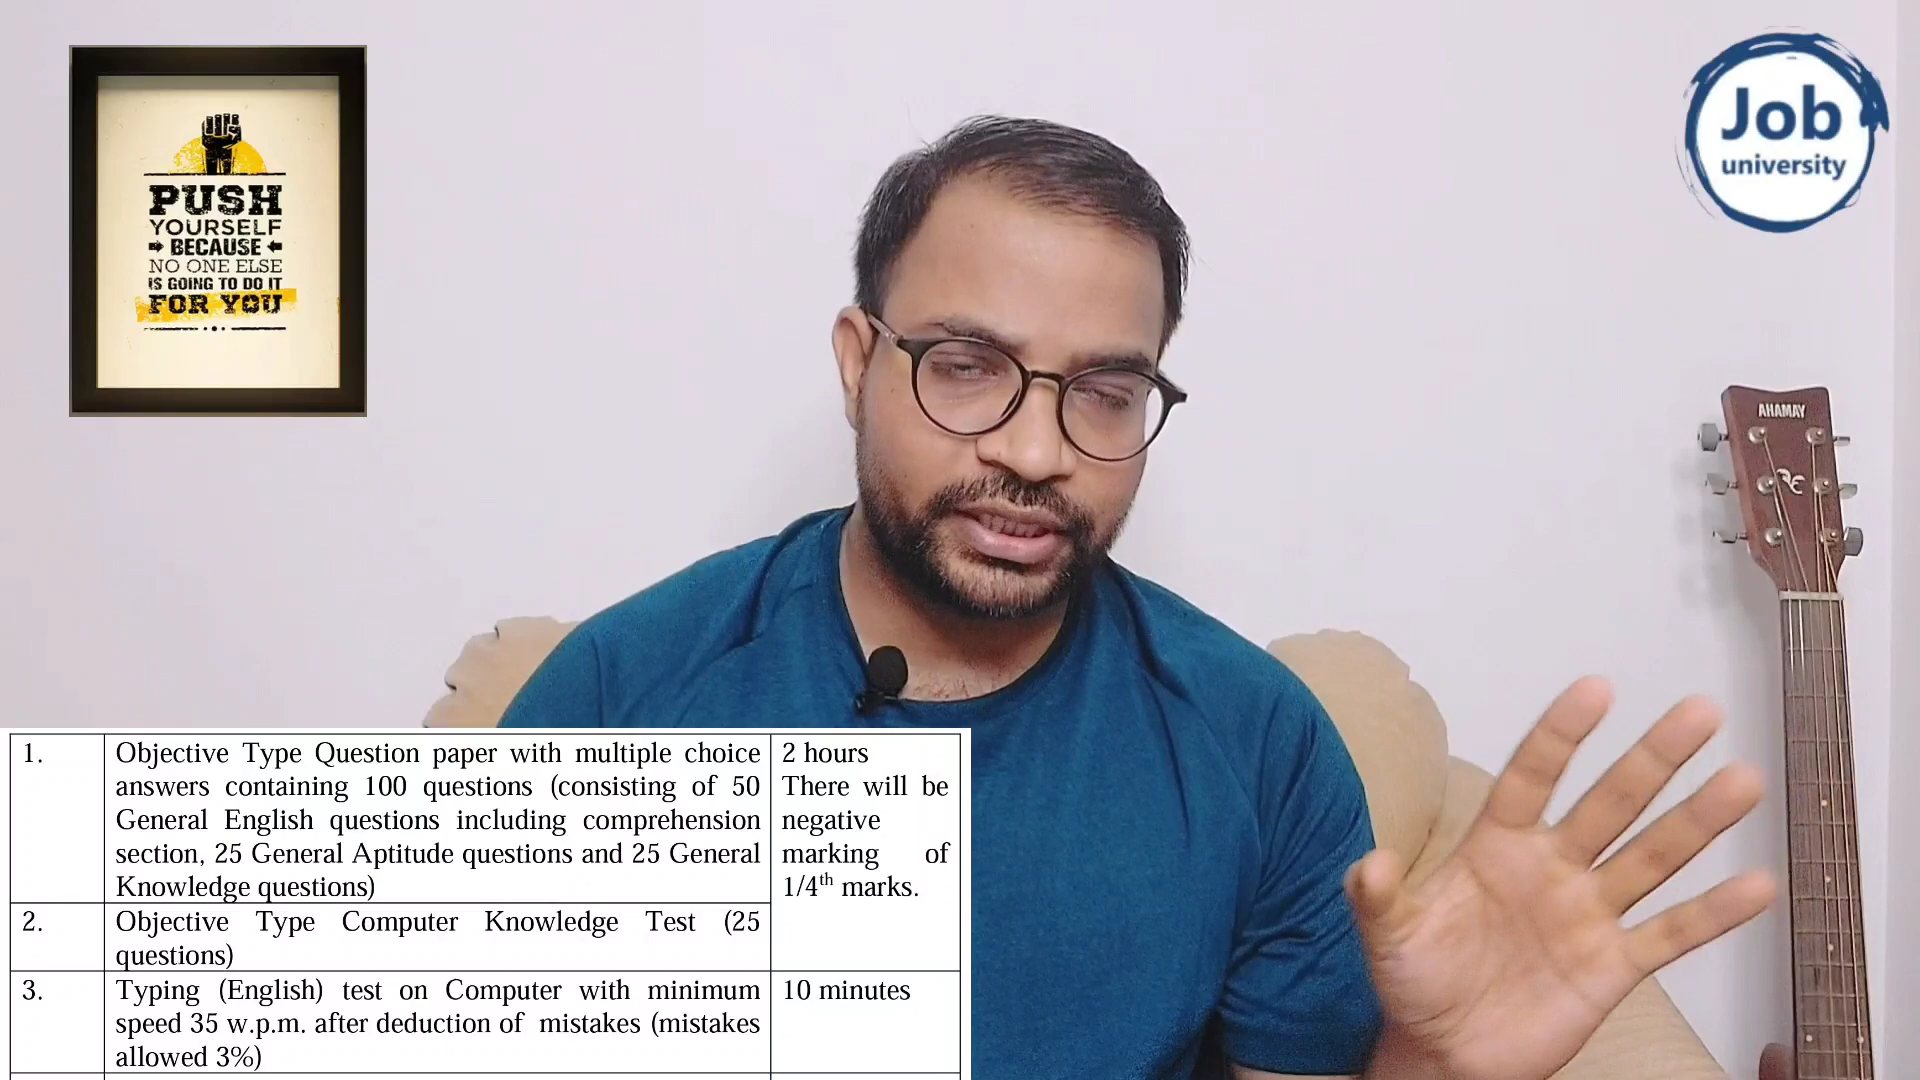 PUSH
YOURSELF
BECAUSE
NO ONE ELSE
IS GOING TO DO IT
FOR YOU
Job
university
AHAMAY
1.
Objective Type Question paper with multiple choice
answers containing 100 questions (consisting of 50
General English questions including comprehension
section, 25 General Aptitude questions and 25 General
Knowledge questions)
2 hours
There will be
negative
marking of
1/4th marks.
2.
Objective Type Computer Knowledge Test (25
questions)
3.
Typing (English) test on Computer with minimum
speed 35 w.p.m. after deduction of mistakes (mistakes
allowed 3%)
10 minutes